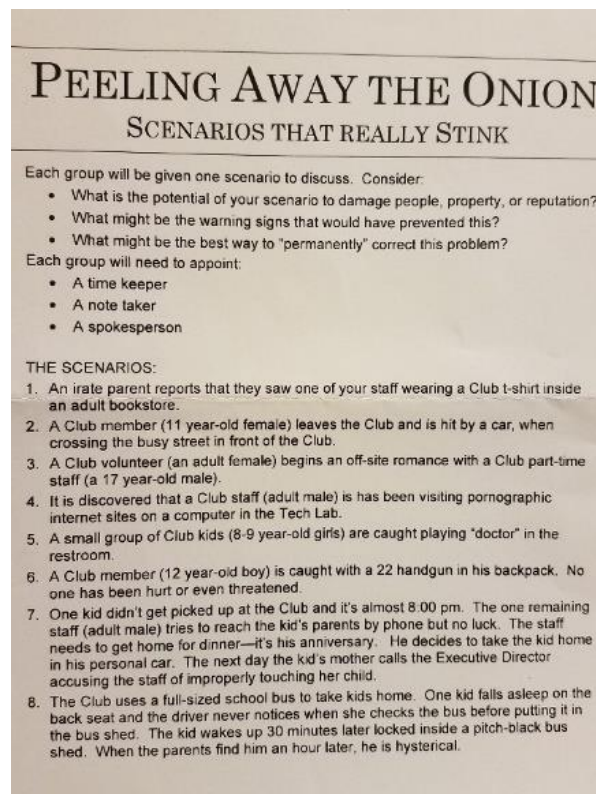 PEELING AWAY THE ONION
SCENARIOS THAT REALLY STINK
Each group will be given one scenario to discuss. Consider:
• What is the potential of your scenario to damage people, property, or reputation?
• What might be the warning signs that would have prevented this?
• What might be the best way to "permanently" correct this problem?
Each group will need to appoint:
• A time keeper
• A note taker
• A spokesperson
THE SCENARIOS:
1. An irate parent reports that they saw one of your staff wearing a Club t-shirt inside
an adult bookstore.
2. A Club member (11 year-old female) leaves the Club and is hit by a car, when
crossing the busy street in front of the Club.
3. A Club volunteer (an adult female) begins an off-site romance with a Club part-time
staff (a 17 year-old male).
4. It is discovered that a Club staff (adult male) is has been visiting pornographic
internet sites on a computer in the Tech Lab.
5. A small group of Club kids (8-9 year-old girls) are caught playing "doctor" in the
restroom.
6. A Club member (12 year-old boy) is caught with a 22 handgun in his backpack. No
one has been hurt or even threatened.
7. One kid didn't get picked up at the Club and it's almost 8:00 pm. The one remaining
staff (adult male) tries to reach the kid's parents by phone but no luck. The staff
needs to get home for dinner—it's his anniversary. He decides to take the kid home
in his personal car. The next day the kid's mother calls the Executive Director
accusing the staff of improperly touching her child.
8. The Club uses a full-sized school bus to take kids home. One kid falls asleep on the
back seat and the driver never notices when she checks the bus before putting it in
the bus shed. The kid wakes up 30 minutes later locked inside a pitch-black bus
shed. When the parents find him an hour later, he is hysterical.